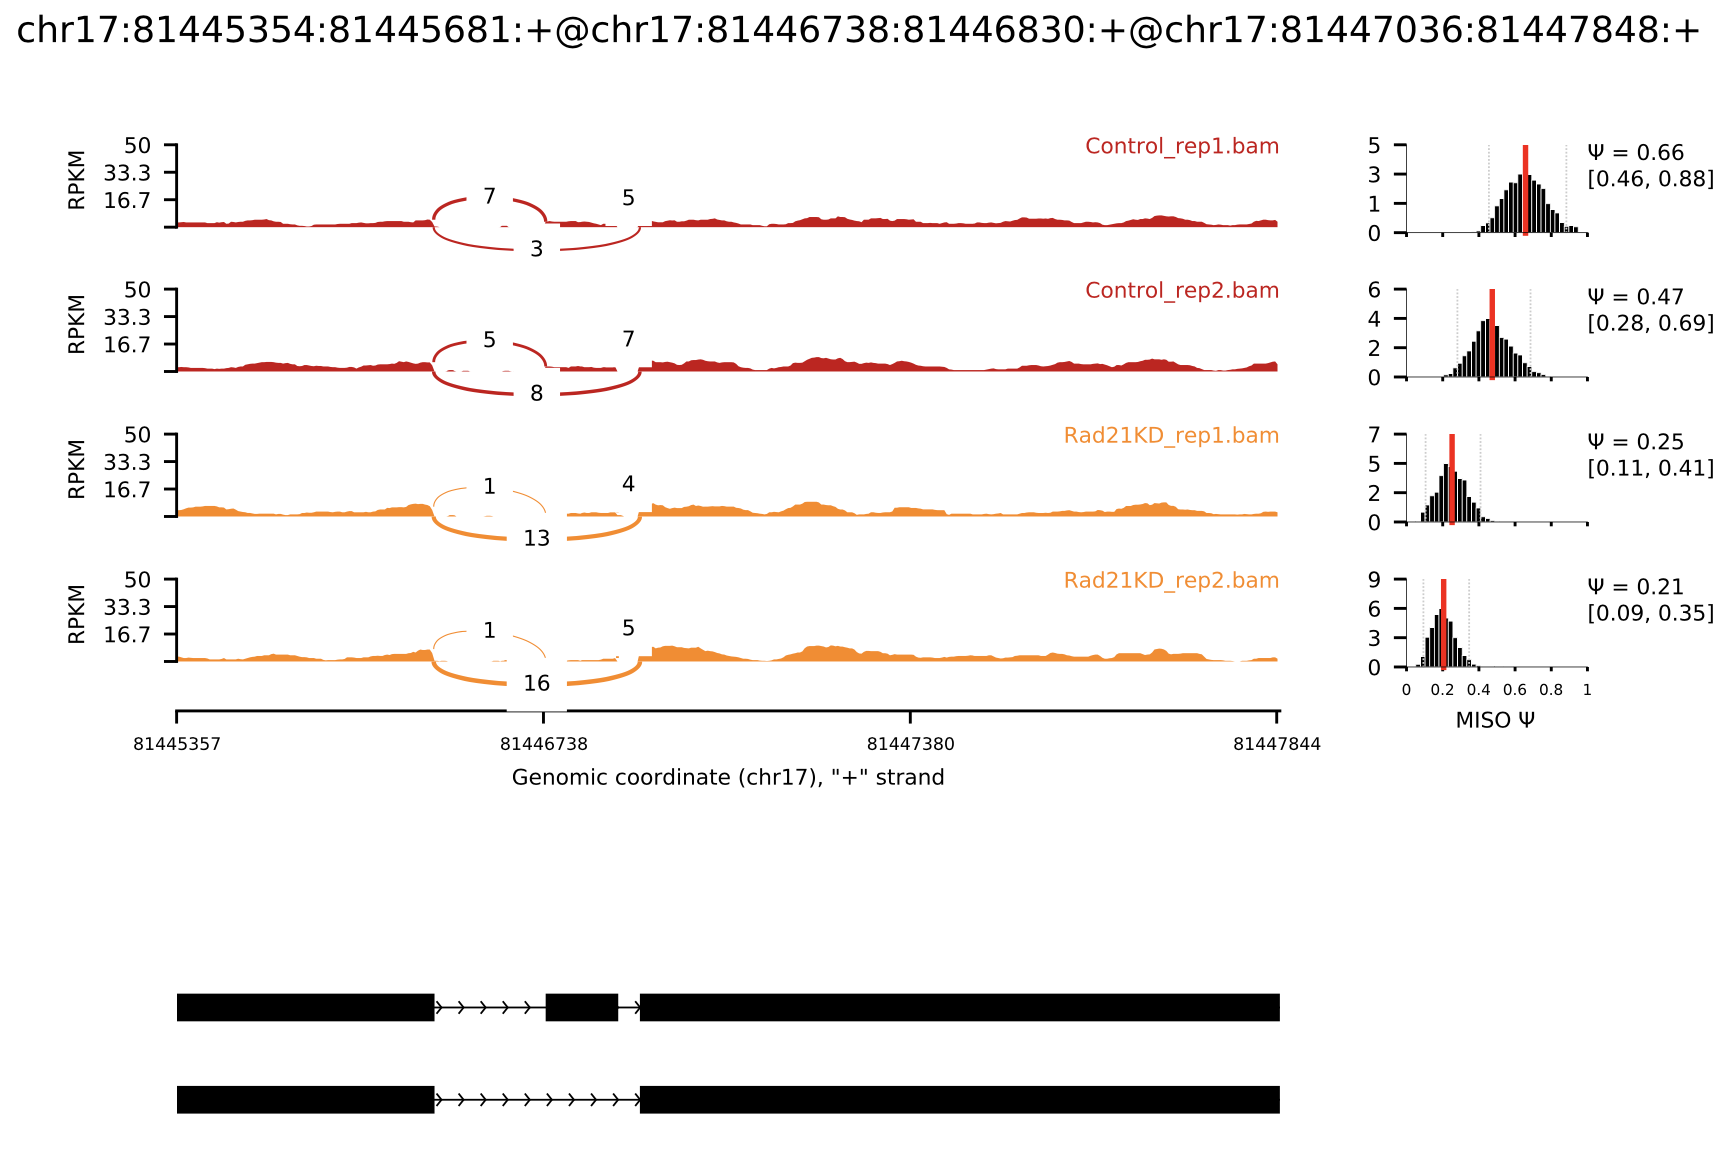 chr17:81445354:81445681:+@chr17:81446738:81446830:+@chr17:81447036:81447848:+
RPKM
50
33.3
16.7
Control_rep1.bam
7
5
3
5
3
1
0
Ψ = 0.66
[0.46, 0.88]
RPKM
50
33.3
16.7
Control_rep2.bam
5
7
8
6
4
2
0
Ψ = 0.47
[0.28, 0.69]
RPKM
50
33.3
16.7
Rad21KD_rep1.bam
1
4
13
7
5
2
0
Ψ = 0.25
[0.11, 0.41]
RPKM
50
33.3
16.7
Rad21KD_rep2.bam
1
5
16
9
6
3
0
Ψ = 0.21
[0.09, 0.35]
0 0.2 0.4 0.6 0.8 1
MISO Ψ
81445357 81446738 81447380 81447844
Genomic coordinate (chr17), "+" strand